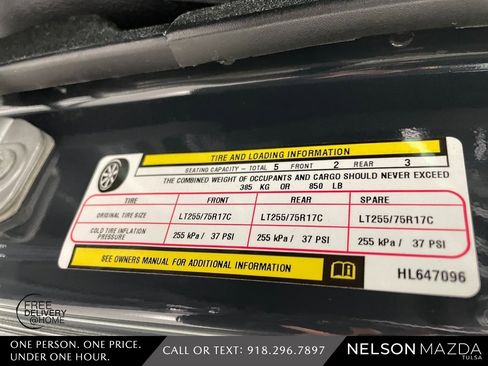 TIRE AND LOADING INFORMATION
SEATING CAPACITY – TOTAL 5 FRONT 2 REAR 3
THE COMBINED WEIGHT OF OCCUPANTS AND CARGO SHOULD NEVER EXCEED
385 KG OR 850 LB
TIRE FRONT REAR SPARE
ORIGINAL TIRE SIZE LT255/75R17C LT255/75R17C LT255/75R17C
COLD TIRE INFLATION PRESSURE 255 kPa / 37 PSI 255 kPa / 37 PSI 255 kPa / 37 PSI
SEE OWNERS MANUAL FOR ADDITIONAL INFORMATION
HL647096
FREE
DELIVERY
@HOME
ONE PERSON. ONE PRICE.
UNDER ONE HOUR.
CALL OR TEXT: 918.296.7897
NELSON MAZDA
TULSA